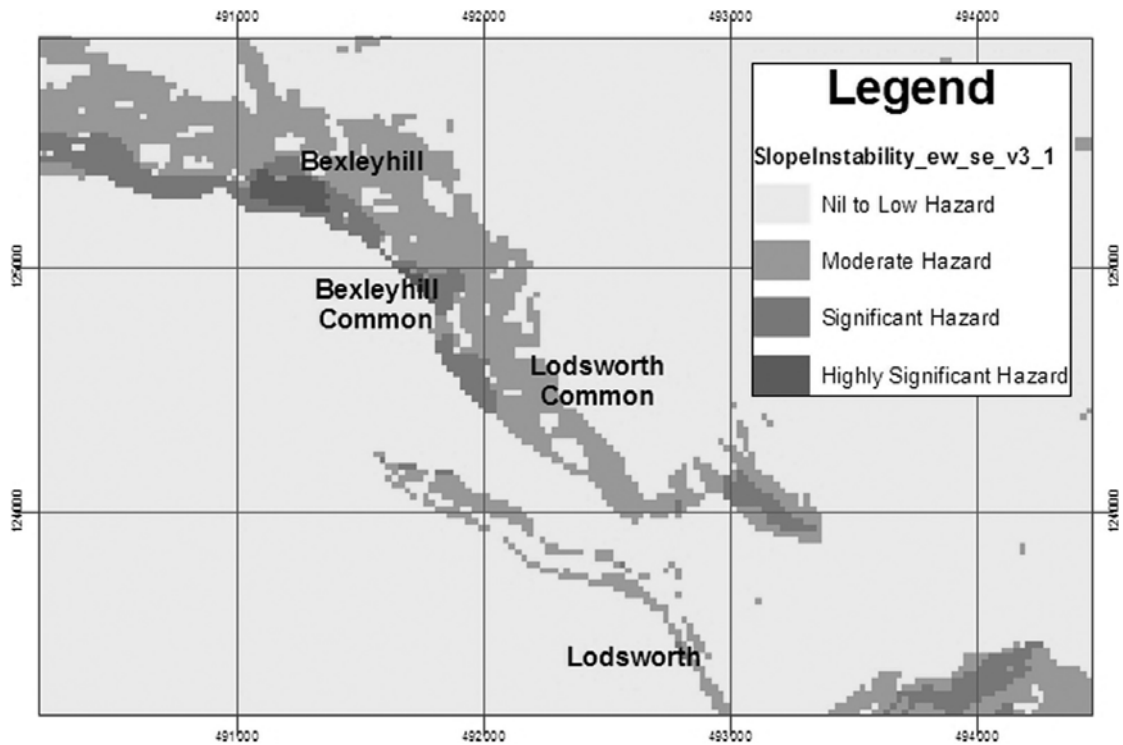 491000 492000 493000 494000
Legend
SlopeInstability_ew_se_v3_1
Nil to Low Hazard
Moderate Hazard
Significant Hazard
Highly Significant Hazard
Bexleyhill
125000 125000
Bexleyhill
Common
Lodsworth
Common
124000 124000
Lodsworth
491000 492000 493000 494000